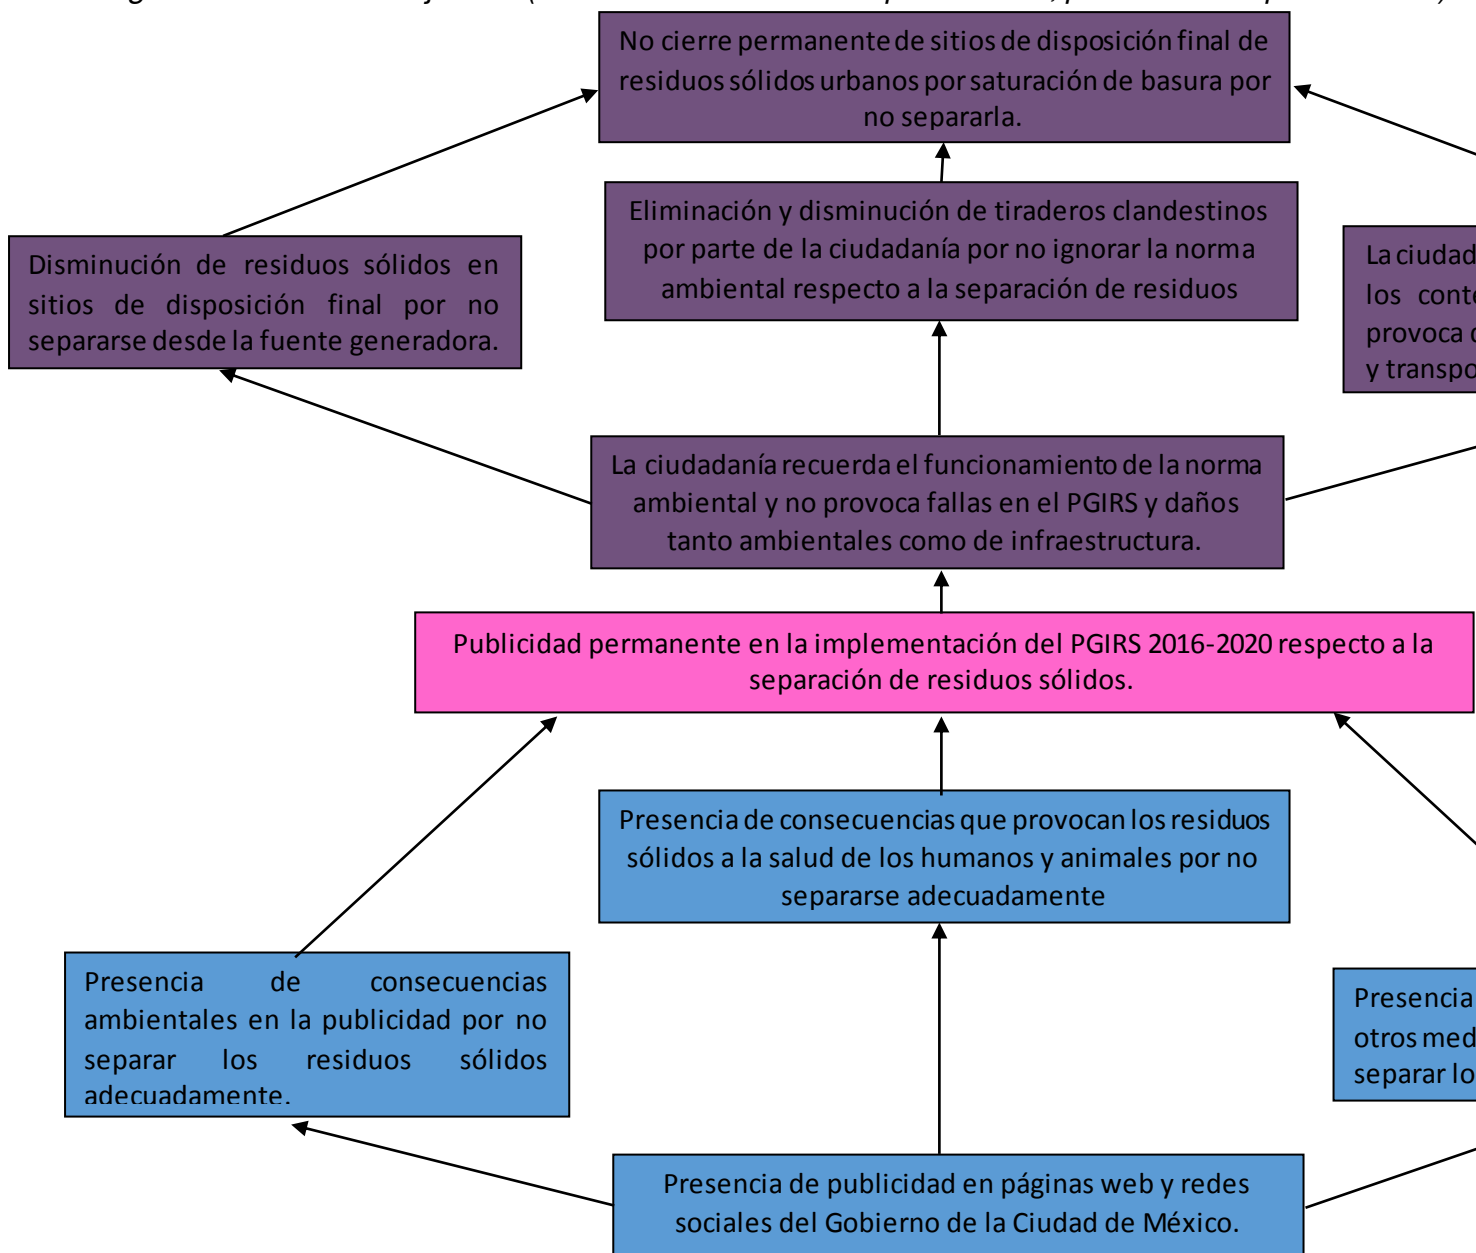 No cierre permanente de sitios de disposición final de
residuos sólidos urbanos por saturación de basura por
no separarla.
Eliminación y disminución de tiraderos clandestinos
por parte de la ciudadanía por no ignorar la norma
ambiental respecto a la separación de residuos
Disminución de residuos sólidos en
sitios de disposición final por no
separarse desde la fuente generadora.
La ciudad
los conte
provoca
y transpo
La ciudadanía recuerda el funcionamiento de la norma
ambiental y no provoca fallas en el PGIRS y daños
tanto ambientales como de infraestructura.
Publicidad permanente en la implementación del PGIRS 2016-2020 respecto a la
separación de residuos sólidos.
Presencia de consecuencias que provocan los residuos
sólidos a la salud de los humanos y animales por no
separarse adecuadamente
Presencia de consecuencias
ambientales en la publicidad por no
separar los residuos sólidos
adecuadamente.
Presencia
otros med
separar lo
Presencia de publicidad en páginas web y redes
sociales del Gobierno de la Ciudad de México.